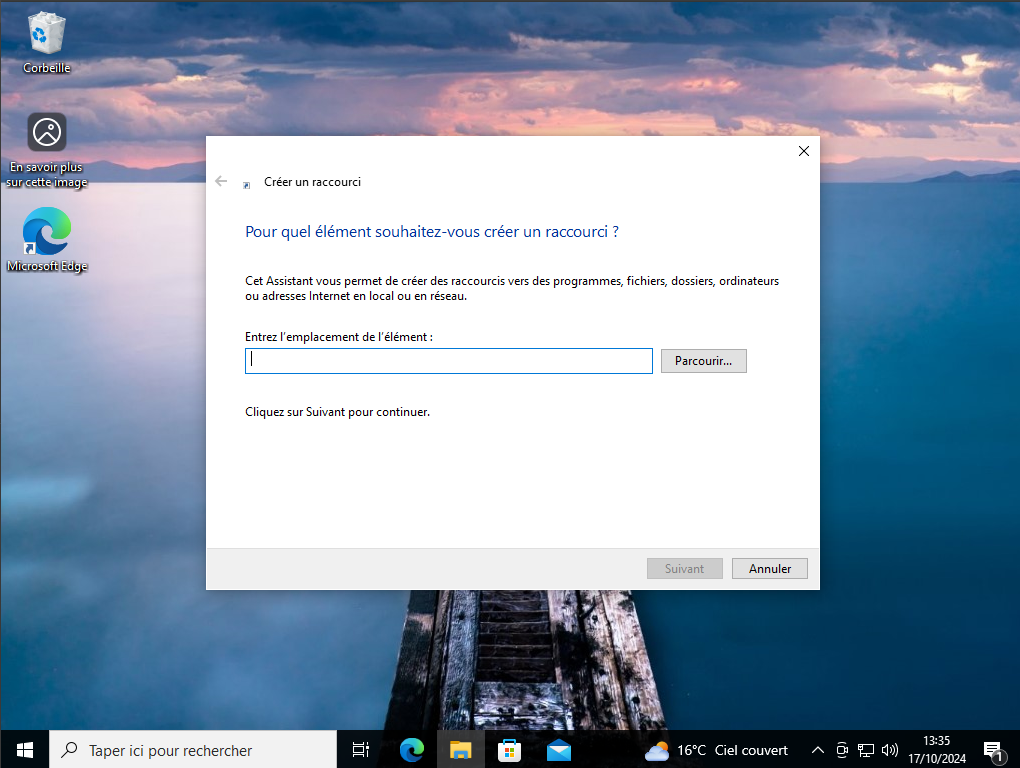 Corbeille
En savoir plus
sur cette image
Microsoft Edge
Créer un raccourci
Pour quel élément souhaitez-vous créer un raccourci ?
Cet Assistant vous permet de créer des raccourcis vers des programmes, fichiers, dossiers, ordinateurs
ou adresses Internet en local ou en réseau.
Entrez l’emplacement de l’élément :
Parcourir...
Cliquez sur Suivant pour continuer.
Suivant
Annuler
Taper ici pour rechercher
16°C Ciel couvert
13:35
17/10/2024
1